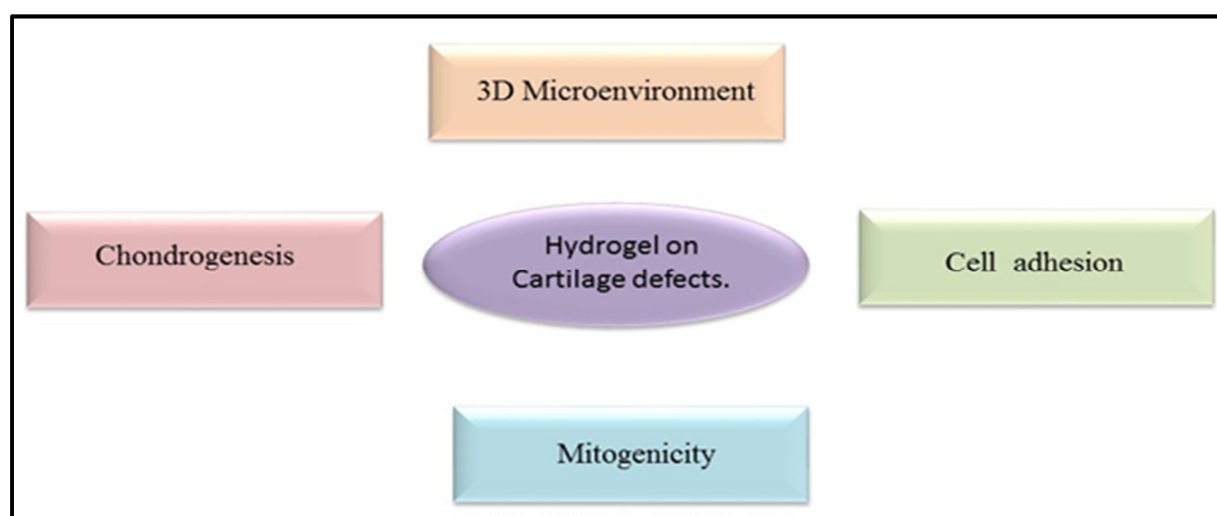 3D Microenvironment
Chondrogenesis
Hydrogel on
Cartilage defects.
Cell adhesion
Mitogenicity